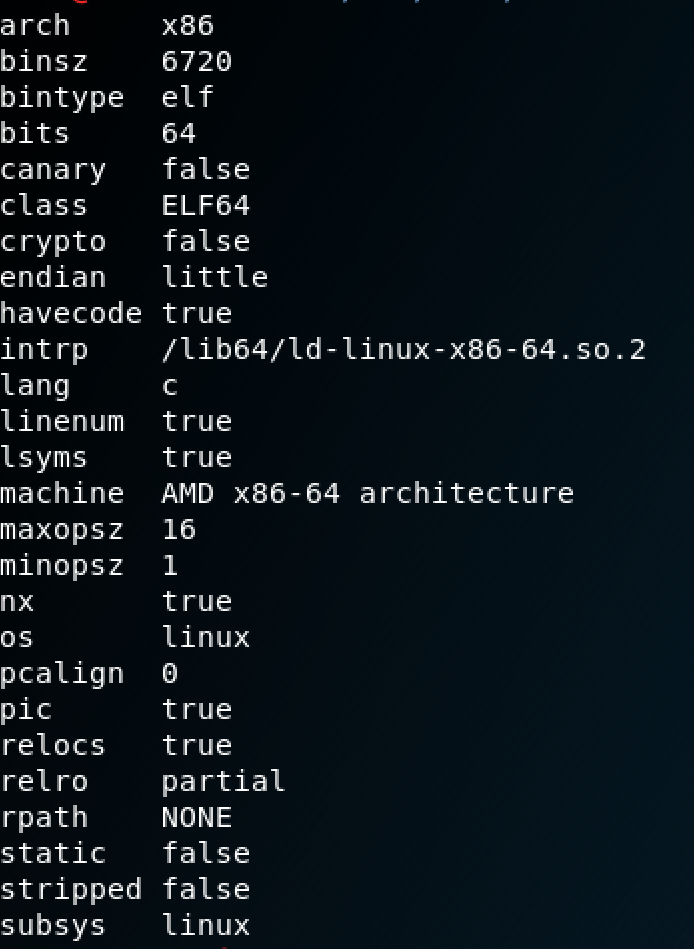 arch     x86
binsz    6720
bintype  elf
bits     64
canary   false
class    ELF64
crypto   false
endian   little
havecode true
intrp    /lib64/ld-linux-x86-64.so.2
lang     c
linenum  true
lsyms    true
machine  AMD x86-64 architecture
maxopsz  16
minopsz  1
nx       true
os       linux
pcalign  0
pic      true
relocs   true
relro    partial
rpath    NONE
static   false
stripped false
subsys   linux